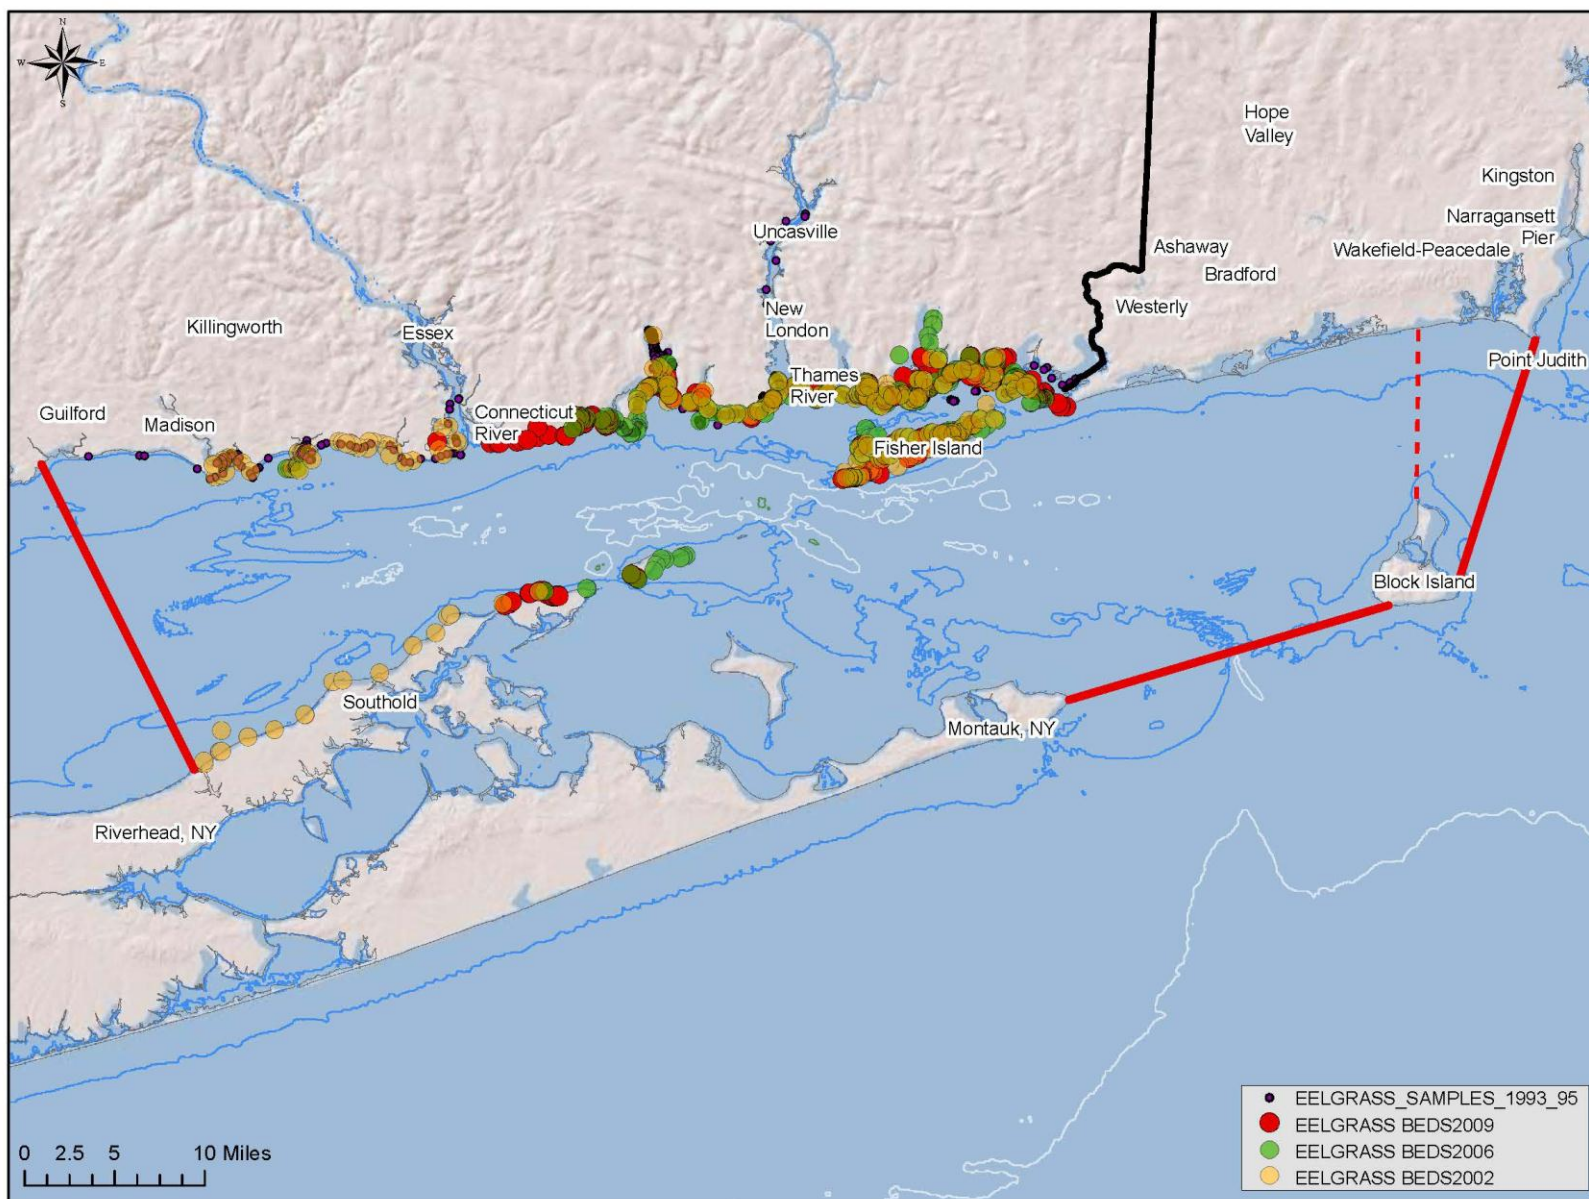 N
W
E
S
Hope
Valley
Kingston
Narragansett
Pier
Uncasville
Ashaway
Wakefield-Peacedale
Bradford
Killingworth
Essex
New
London
Westerly
Point Judith
Guilford
Madison
Connecticut
River
Thames
River
Fisher Island
Block Island
Southold
Montauk, NY
Riverhead, NY
EELGRASS_SAMPLES_1993_95
EELGRASS BEDS2009
EELGRASS BEDS2006
EELGRASS BEDS2002
0 2.5 5 10 Miles